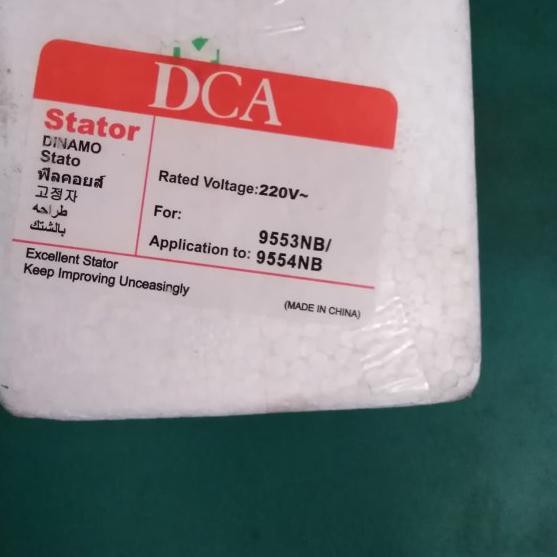 DCA
Stator
DINAMO
Stato
ฟิลคอยล์
고정자
طراحه
بالشتك
Rated Voltage:220V~
For:
Application to:
9553NB/
9554NB
Excellent Stator
Keep Improving Unceasingly
(MADE IN CHINA)